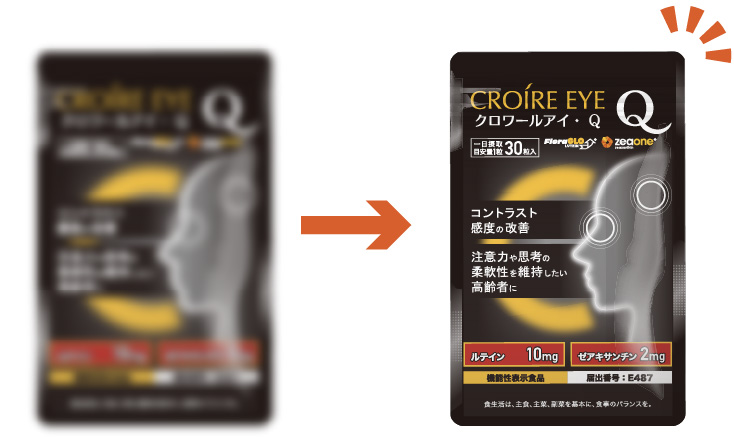 CROíRE EYE Q
クロワールアイ・Q
一日摂取
目安量1粒 30粒入
FloraGLO LUTEIN
zeaone
コントラスト
感度の改善
注意力や思考の
柔軟性を維持したい
高齢者に
ルテイン 10mg ゼアキサンチン 2mg
機能性表示食品 届出番号：E487
食生活は、主食、主菜、副菜を基本に、食事のバランスを。